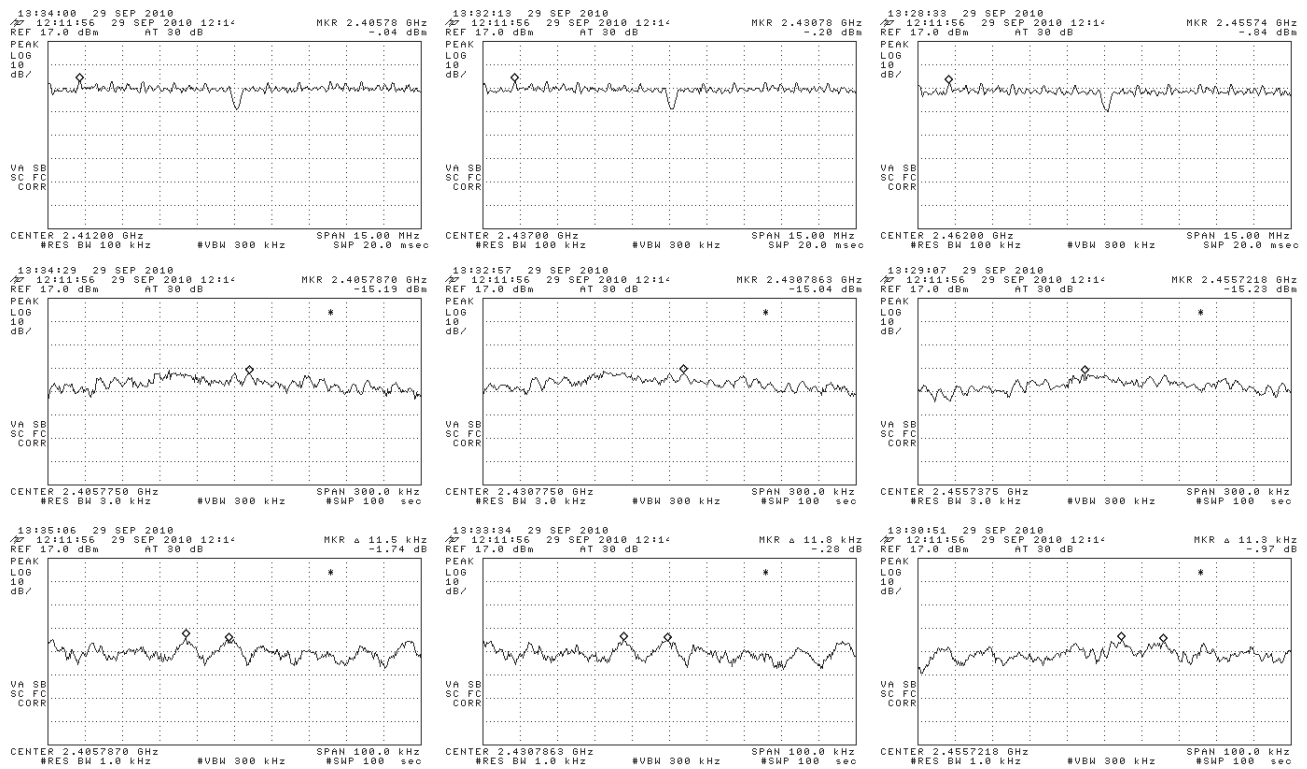 13:34:00 29 SEP 2010
12:11:56 29 SEP 2010 12:14
MKR 2.40578 GHz
REF 17.0 dBm AT 30 dB -.04 dBm
PEAK
LOG
10
dB/
VA SB
SC FC
CORR
CENTER 2.41200 GHz SPAN 15.00 MHz
#RES BW 100 kHz #VBW 300 kHz SWP 20.0 msec
13:32:13 29 SEP 2010
12:11:56 29 SEP 2010 12:14
MKR 2.43078 GHz
REF 17.0 dBm AT 30 dB -.20 dBm
PEAK
LOG
10
dB/
VA SB
SC FC
CORR
CENTER 2.43700 GHz SPAN 15.00 MHz
#RES BW 100 kHz #VBW 300 kHz SWP 20.0 msec
13:28:33 29 SEP 2010
12:11:56 29 SEP 2010 12:14
MKR 2.45574 GHz
REF 17.0 dBm AT 30 dB -.84 dBm
PEAK
LOG
10
dB/
VA SB
SC FC
CORR
CENTER 2.46200 GHz SPAN 15.00 MHz
#RES BW 100 kHz #VBW 300 kHz SWP 20.0 msec
13:34:29 29 SEP 2010
12:11:56 29 SEP 2010 12:14
MKR 2.4057870 GHz
REF 17.0 dBm AT 30 dB -15.19 dBm
PEAK
LOG
10
dB/
*
VA SB
SC FC
CORR
CENTER 2.4057750 GHz SPAN 300.0 kHz
#RES BW 3.0 kHz #VBW 300 kHz #SWP 100 sec
13:32:57 29 SEP 2010
12:11:56 29 SEP 2010 12:14
MKR 2.4307863 GHz
REF 17.0 dBm AT 30 dB -15.04 dBm
PEAK
LOG
10
dB/
*
VA SB
SC FC
CORR
CENTER 2.4307750 GHz SPAN 300.0 kHz
#RES BW 3.0 kHz #VBW 300 kHz #SWP 100 sec
13:29:07 29 SEP 2010
12:11:56 29 SEP 2010 12:14
MKR 2.4557218 GHz
REF 17.0 dBm AT 30 dB -15.23 dBm
PEAK
LOG
10
dB/
*
VA SB
SC FC
CORR
CENTER 2.4557375 GHz SPAN 300.0 kHz
#RES BW 3.0 kHz #VBW 300 kHz #SWP 100 sec
13:35:06 29 SEP 2010
12:11:56 29 SEP 2010 12:14
MKR Δ 11.5 kHz
REF 17.0 dBm AT 30 dB -1.74 dB
PEAK
LOG
10
dB/
*
VA SB
SC FC
CORR
CENTER 2.4057870 GHz SPAN 100.0 kHz
#RES BW 1.0 kHz #VBW 300 kHz #SWP 100 sec
13:33:34 29 SEP 2010
12:11:56 29 SEP 2010 12:14
MKR Δ 11.8 kHz
REF 17.0 dBm AT 30 dB -.28 dB
PEAK
LOG
10
dB/
*
VA SB
SC FC
CORR
CENTER 2.4307863 GHz SPAN 100.0 kHz
#RES BW 1.0 kHz #VBW 300 kHz #SWP 100 sec
13:30:51 29 SEP 2010
12:11:56 29 SEP 2010 12:14
MKR Δ 11.3 kHz
REF 17.0 dBm AT 30 dB -.97 dB
PEAK
LOG
10
dB/
*
VA SB
SC FC
CORR
CENTER 2.4557218 GHz SPAN 100.0 kHz
#RES BW 1.0 kHz #VBW 300 kHz #SWP 100 sec